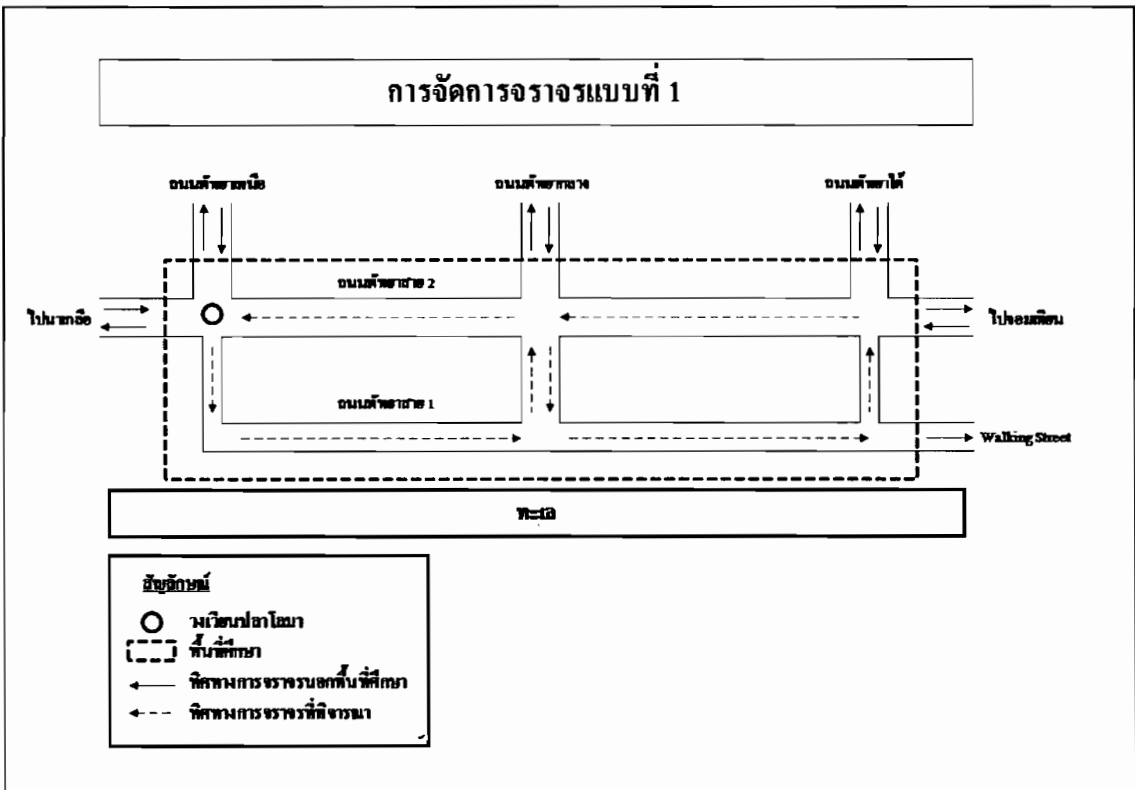 การจัดการจราจรแบบที่ 1
ถนนพัทยาเหนือ
ถนนพัทยากลาง
ถนนพัทยาใต้
ถนนพัทยาสาย 2
ไปนาเกลือ
ไปจอมเทียน
ถนนพัทยาสาย 1
Walking Street
ทะเล
สัญลักษณ์
วงเวียนปลาโลมา
พื้นที่ศึกษา
ทิศทางการจราจรนอกพื้นที่ศึกษา
ทิศทางการจราจรที่พิจารณา